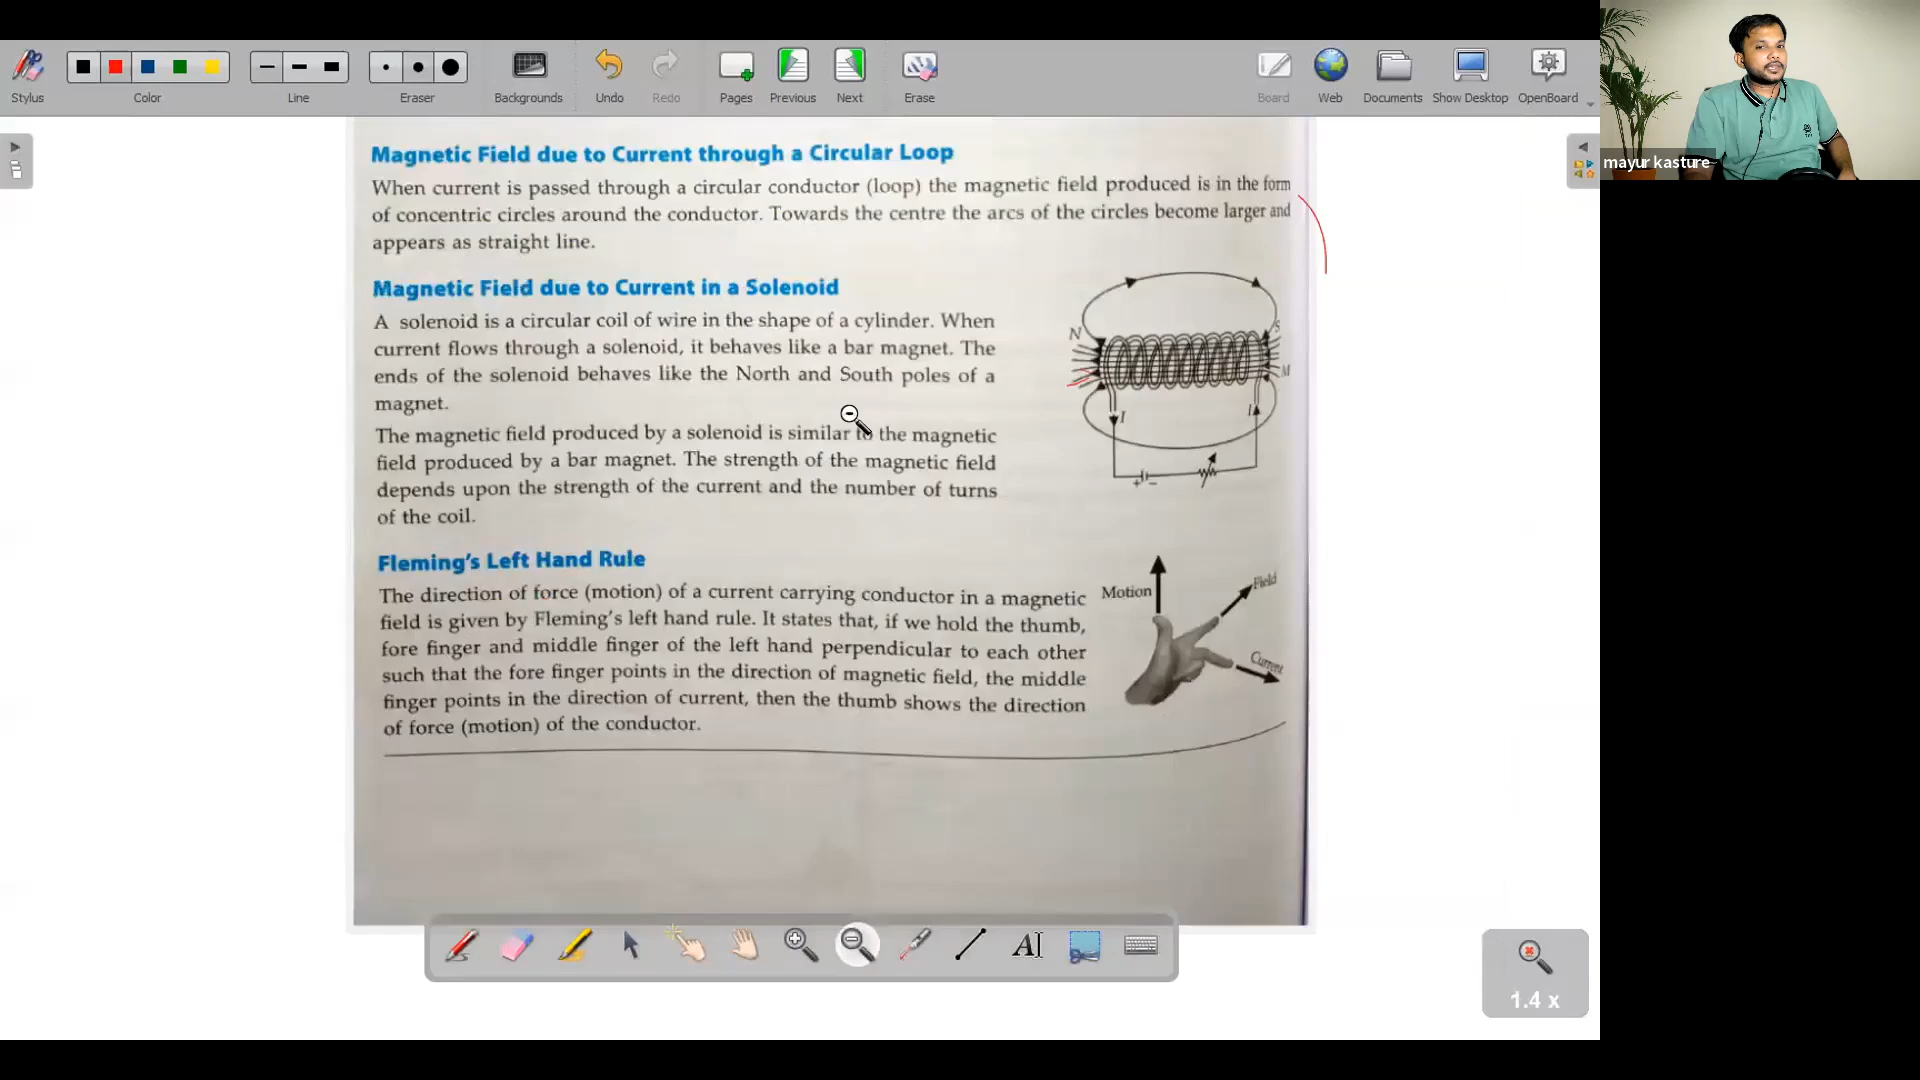 Stylus
Color
Line
Eraser
Backgrounds
Undo
Redo
Pages
Previous
Next
Erase
Board
Web
Documents
Show Desktop
OpenBoard
mayur kasture
Magnetic Field due to Current through a Circular Loop
When current is passed through a circular conductor (loop) the magnetic field produced is in the form
of concentric circles around the conductor. Towards the centre the arcs of the circles become larger and
appears as straight line.
Magnetic Field due to Current in a Solenoid
A solenoid is a circular coil of wire in the shape of a cylinder. When
current flows through a solenoid, it behaves like a bar magnet. The
ends of the solenoid behaves like the North and South poles of a
magnet.
The magnetic field produced by a solenoid is similar to the magnetic
field produced by a bar magnet. The strength of the magnetic field
depends upon the strength of the current and the number of turns
of the coil.
N
S
M
I
I
Fleming's Left Hand Rule
The direction of force (motion) of a current carrying conductor in a magnetic
field is given by Fleming's left hand rule. It states that, if we hold the thumb,
fore finger and middle finger of the left hand perpendicular to each other
such that the fore finger points in the direction of magnetic field, the middle
finger points in the direction of current, then the thumb shows the direction
of force (motion) of the conductor.
Motion
Field
Current
AI
1.4 x